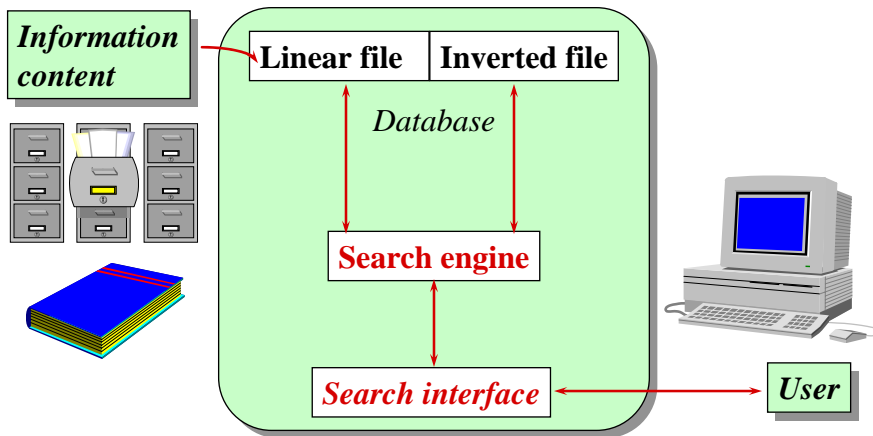 Information
content
Linear file
Inverted file
Database
Search engine
Search interface
User